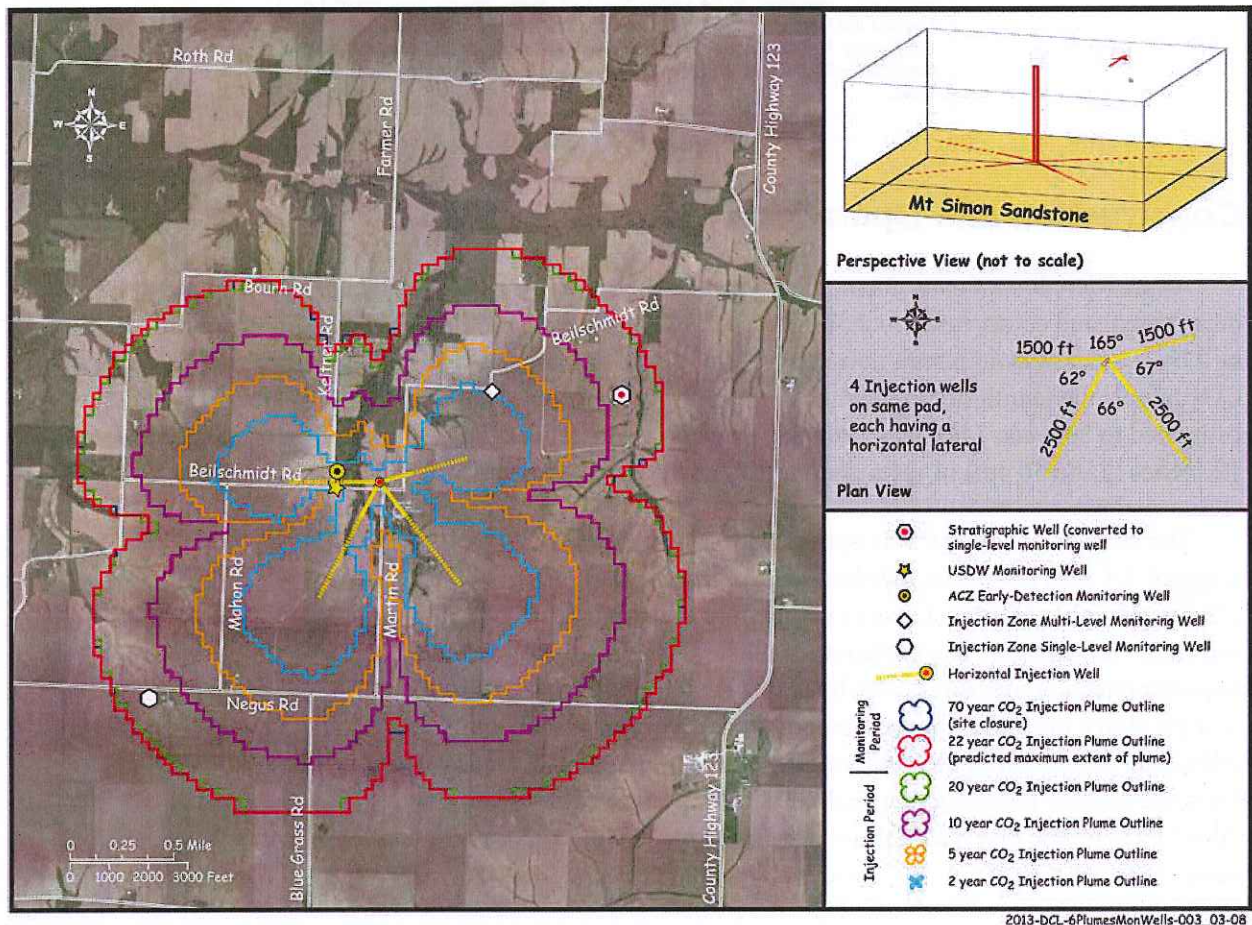 Roth Rd
County Highway 123
Farmer Rd
N
W E
S
Bourn Rd
Beilschmidt Rd
Beilschmidt Rd
Mahon Rd
Martin Rd
Negus Rd
Blue Grass Rd
County Highway 123
0 0.25 0.5 Mile
0 1000 2000 3000 Feet
Mt Simon Sandstone
Perspective View (not to scale)
N
W E
S
4 Injection wells
on same pad,
each having a
horizontal lateral
1500 ft
165°
1500 ft
62°
67°
66°
2500 ft
2500 ft
Plan View
Stratigraphic Well (converted to
single-level monitoring well
USDW Monitoring Well
ACZ Early-Detection Monitoring Well
Injection Zone Multi-Level Monitoring Well
Injection Zone Single-Level Monitoring Well
Horizontal Injection Well
Monitoring
Period
70 year CO₂ Injection Plume Outline
(site closure)
22 year CO₂ Injection Plume Outline
(predicted maximum extent of plume)
Injection Period
20 year CO₂ Injection Plume Outline
10 year CO₂ Injection Plume Outline
5 year CO₂ Injection Plume Outline
2 year CO₂ Injection Plume Outline
2013-DCL-6PlumesMonWells-003 03-08